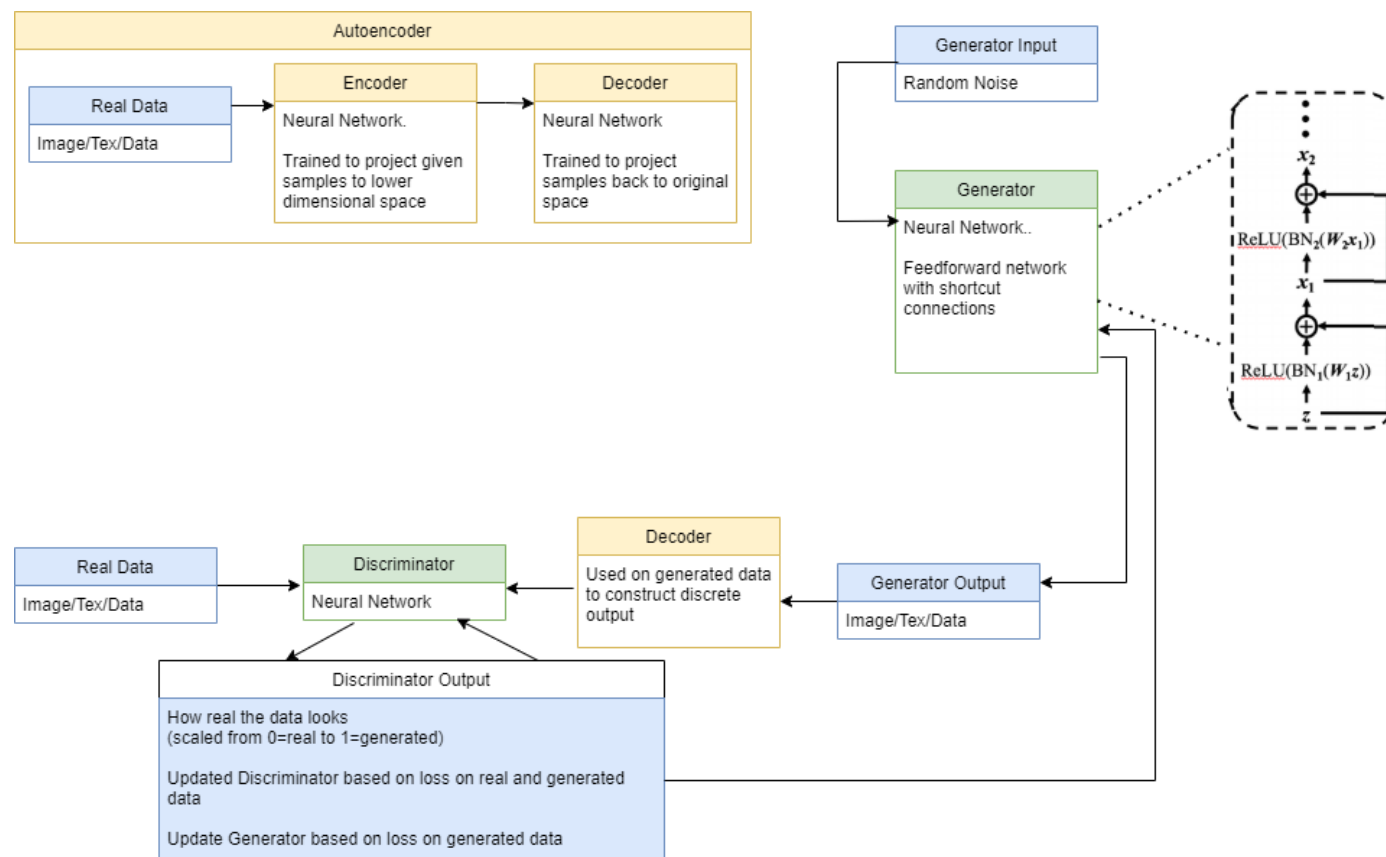 Autoencoder
Real Data
Image/Tex/Data
Encoder
Neural Network.
Trained to project given
samples to lower
dimensional space
Decoder
Neural Network
Trained to project
samples back to original
space
Generator Input
Random Noise
Generator
Neural Network..
Feedforward network
with shortcut
connections
x₂
ReLU(BN₂(W₂x₁))
x₁
ReLU(BN₁(W₁z))
z
Real Data
Image/Tex/Data
Discriminator
Neural Network
Decoder
Used on generated data
to construct discrete
output
Generator Output
Image/Tex/Data
Discriminator Output
How real the data looks
(scaled from 0=real to 1=generated)
Updated Discriminator based on loss on real and generated
data
Update Generator based on loss on generated data